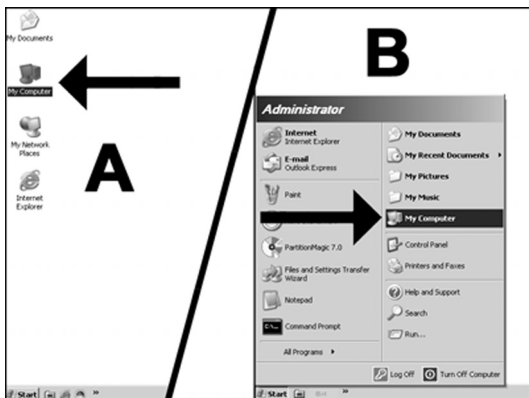 My Documents
My Computer
My Network
Places
Internet
Explorer
A
Start
»
B
Administrator
Internet
Internet Explorer
E-mail
Outlook Express
Paint
PartitionMagic 7.0
Files and Settings Transfer
Wizard
Notepad
C:\
Command Prompt
All Programs
My Documents
My Recent Documents
My Pictures
My Music
My Computer
Control Panel
Printers and Faxes
Help and Support
Search
Run...
Log Off
Turn Off Computer
Start
»